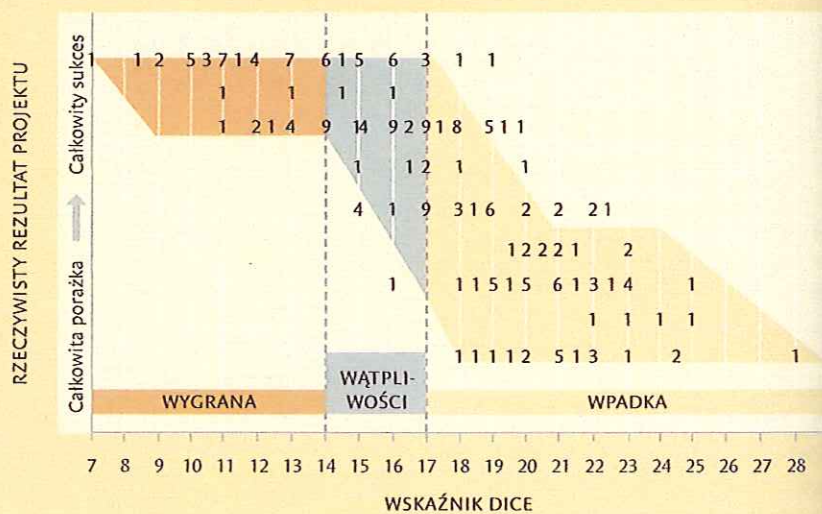 RZECZYWISTY REZULTAT PROJEKTU
Całkowita porażka
Całkowity sukces
1 1 2 5 3 7 1 4 7 6 1 5 6 3 1 1
1 1 1 1
1 2 1 4 9 14 9 2 9 1 8 5 1 1
1 1 2 1 1
4 1 9 3 1 6 2 2 2 1
1 2 2 2 1 2
1 1 1 5 1 5 6 1 3 1 4 1
1 1 1 1
1 1 1 1 2 5 1 3 1 2 1
WYGRANA
WĄTPLI-
WOŚCI
WPADKA
7 8 9 10 11 12 13 14 15 16 17 18 19 20 21 22 23 24 25 26 27 28
WSKAŹNIK DICE